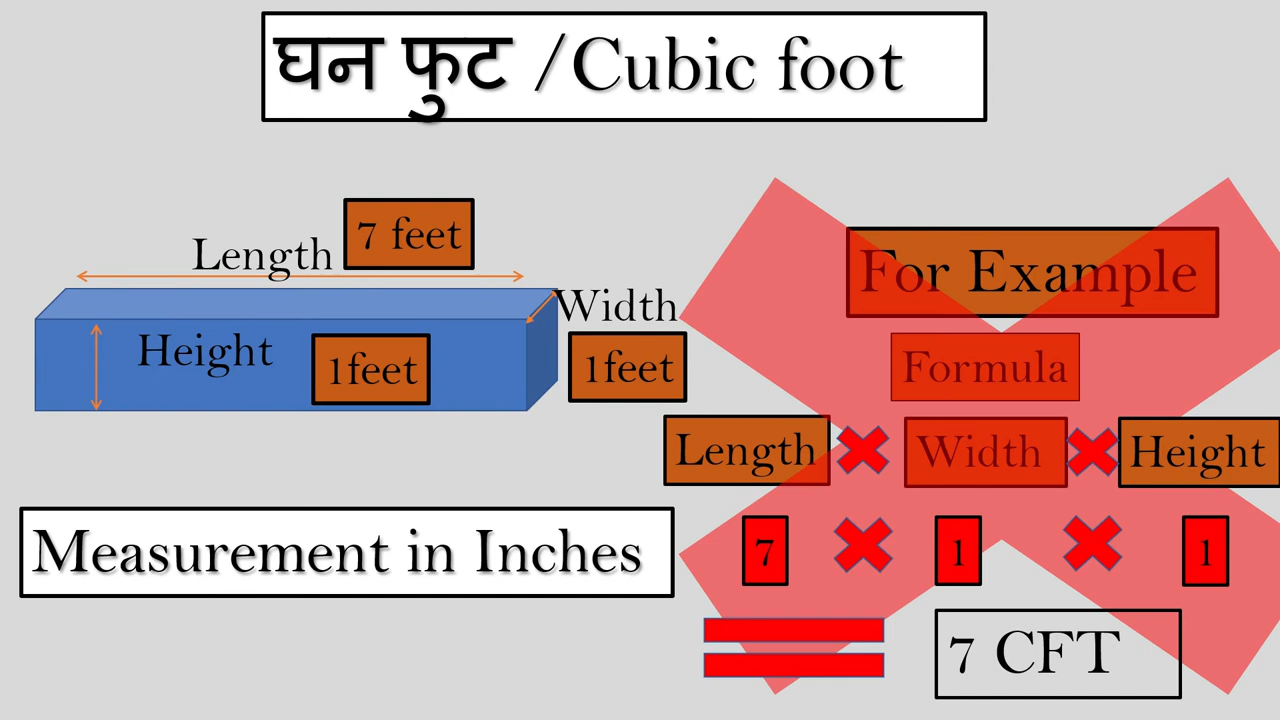 घन फुट /Cubic foot
Length 7 feet
Width
Height 1feet
1feet
Measurement in Inches
For Example
Formula
Length Width Height
7 1 1
7 CFT